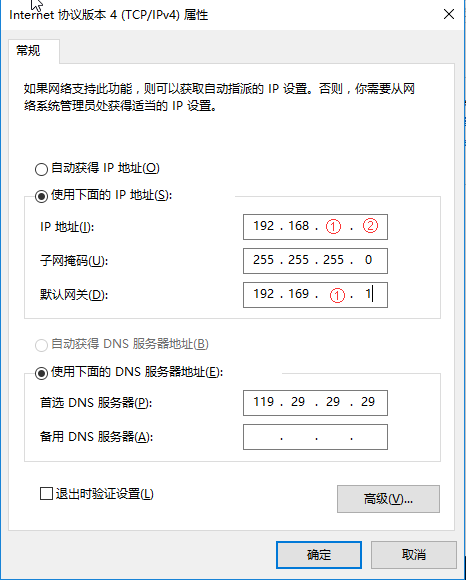 Internet 协议版本 4 (TCP/IPv4) 属性
常规
如果网络支持此功能，则可以获取自动指派的 IP 设置。否则，你需要从网
络系统管理员处获得适当的 IP 设置。
自动获得 IP 地址(O)
使用下面的 IP 地址(S):
IP 地址(I): 192 . 168 . ① . ②
子网掩码(U): 255 . 255 . 255 . 0
默认网关(D): 192 . 169 . ① . 1
自动获得 DNS 服务器地址(B)
使用下面的 DNS 服务器地址(E):
首选 DNS 服务器(P): 119 . 29 . 29 . 29
备用 DNS 服务器(A): . . .
退出时验证设置(L)
高级(V)...
确定 取消